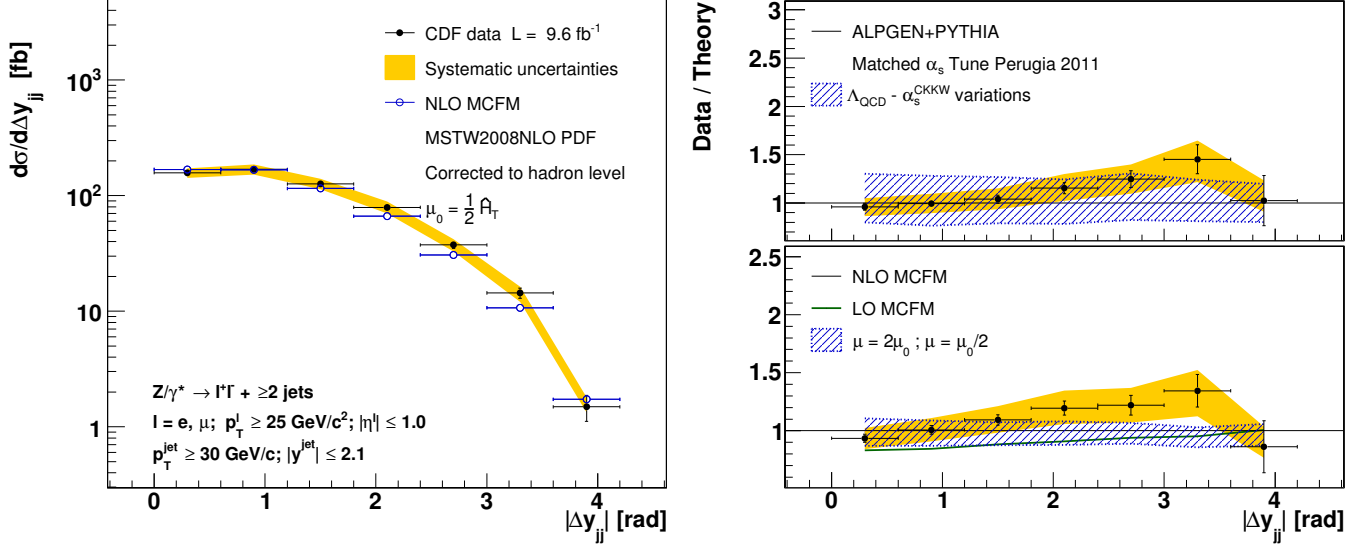 dσ/dΔy_jj [fb]
10³
10²
10
1
CDF data L = 9.6 fb⁻¹
Systematic uncertainties
NLO MCFM
MSTW2008NLO PDF
Corrected to hadron level
μ₀ = 1/2 Ĥ_T
Z/γ* → l⁺l⁻ + ≥2 jets
l = e, μ; p_T^l ≥ 25 GeV/c²; |η^l| ≤ 1.0
p_T^jet ≥ 30 GeV/c; |y^jet| ≤ 2.1
0 1 2 3 4
|Δy_jj| [rad]
Data / Theory
3
2.5
2
1.5
1
ALPGEN+PYTHIA
Matched α_s Tune Perugia 2011
Λ_QCD - α_s^CKKW variations
2.5
2
1.5
1
NLO MCFM
LO MCFM
μ = 2μ₀ ; μ = μ₀/2
0 1 2 3 4
|Δy_jj| [rad]